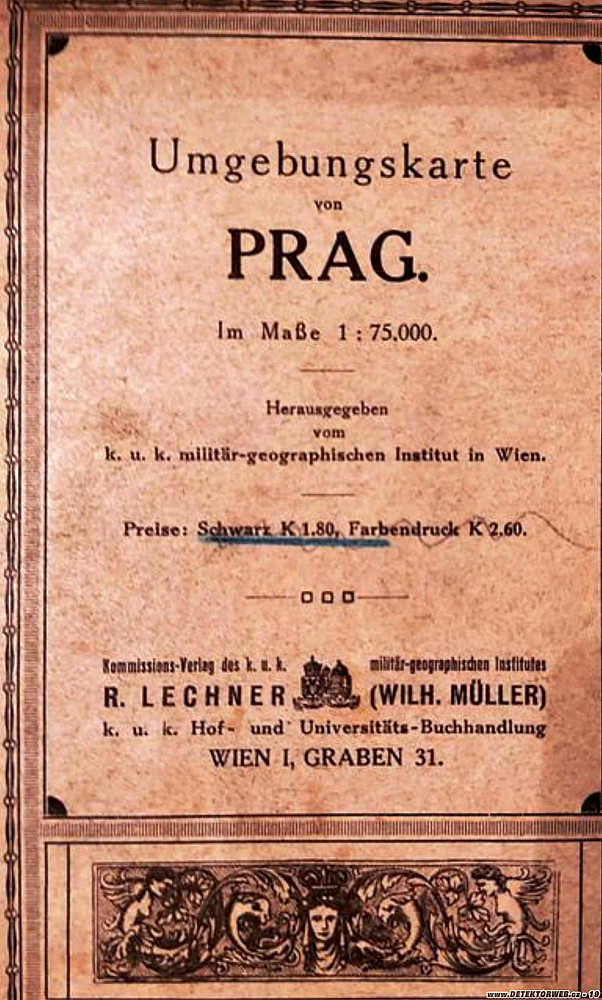 Umgebungskarte
von
PRAG.
Im Maße 1 : 75.000.
Herausgegeben
vom
k. u. k. militär-geographischen Institut in Wien.
Preise: Schwarz K 1.80, Farbendruck K 2.60.
Kommissions-Verlag des k. u. k. militär-geographischen Institutes
R. LECHNER (WILH. MÜLLER)
k. u. k. Hof- und Universitäts-Buchhandlung
WIEN I, GRABEN 31.
www.DETEKTORWEB.cz - 19